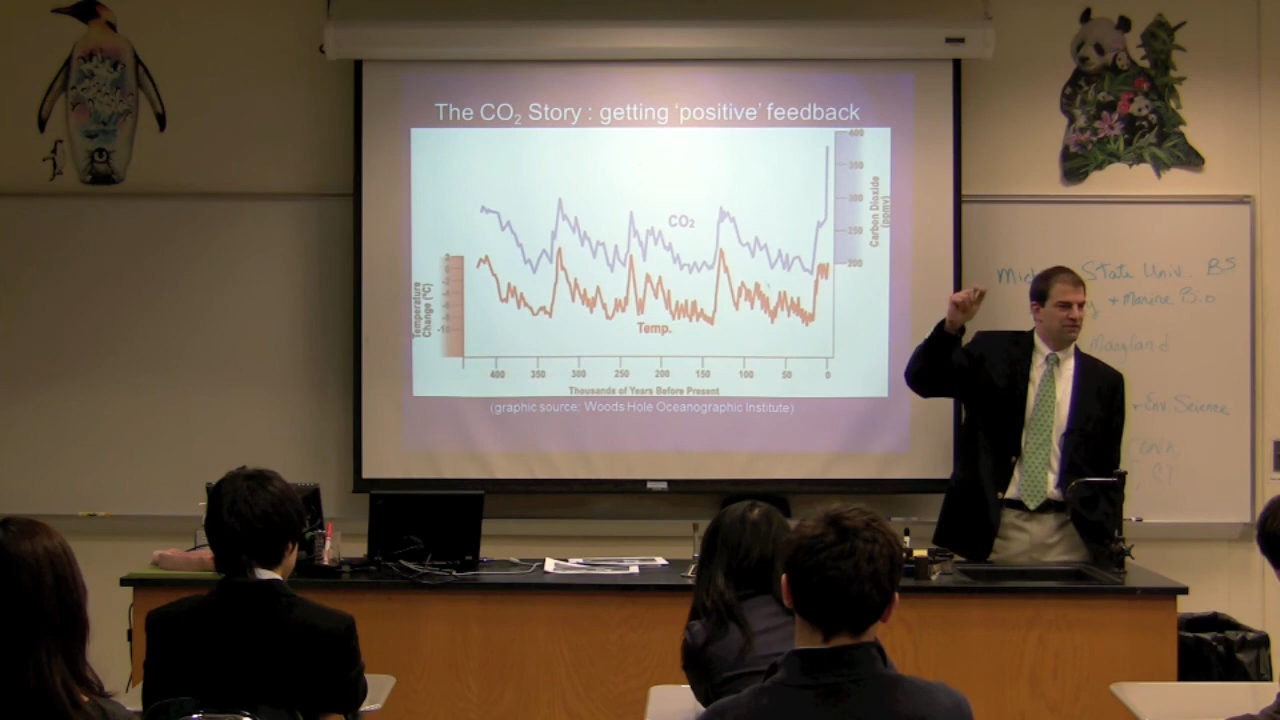 The CO₂ Story : getting ‘positive’ feedback
400
350
300
250
200
Carbon Dioxide
(ppmv)
CO₂
Temperature
Change (°C)
-10
Temp.
400 350 300 250 200 150 100 50 0
Thousands of Years Before Present
(graphic source: Woods Hole Oceanographic Institute)
State Univ. BS
+ Marine Bio
Env. Science